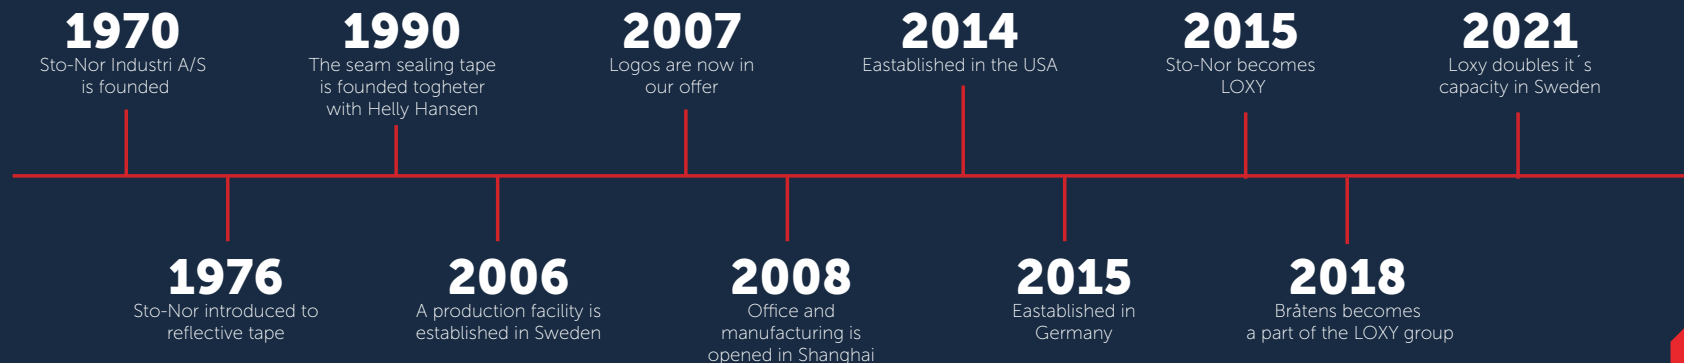 1970
Sto-Nor Industri A/S
is founded
1990
The seam sealing tape
is founded togheter
with Helly Hansen
2007
Logos are now in
our offer
2014
Eastablished in the USA
2015
Sto-Nor becomes
LOXY
2021
Loxy doubles it´s
capacity in Sweden
1976
Sto-Nor introduced to
reflective tape
2006
A production facility is
established in Sweden
2008
Office and
manufacturing is
opened in Shanghai
2015
Eastablished in
Germany
2018
Bråtens becomes
a part of the LOXY group